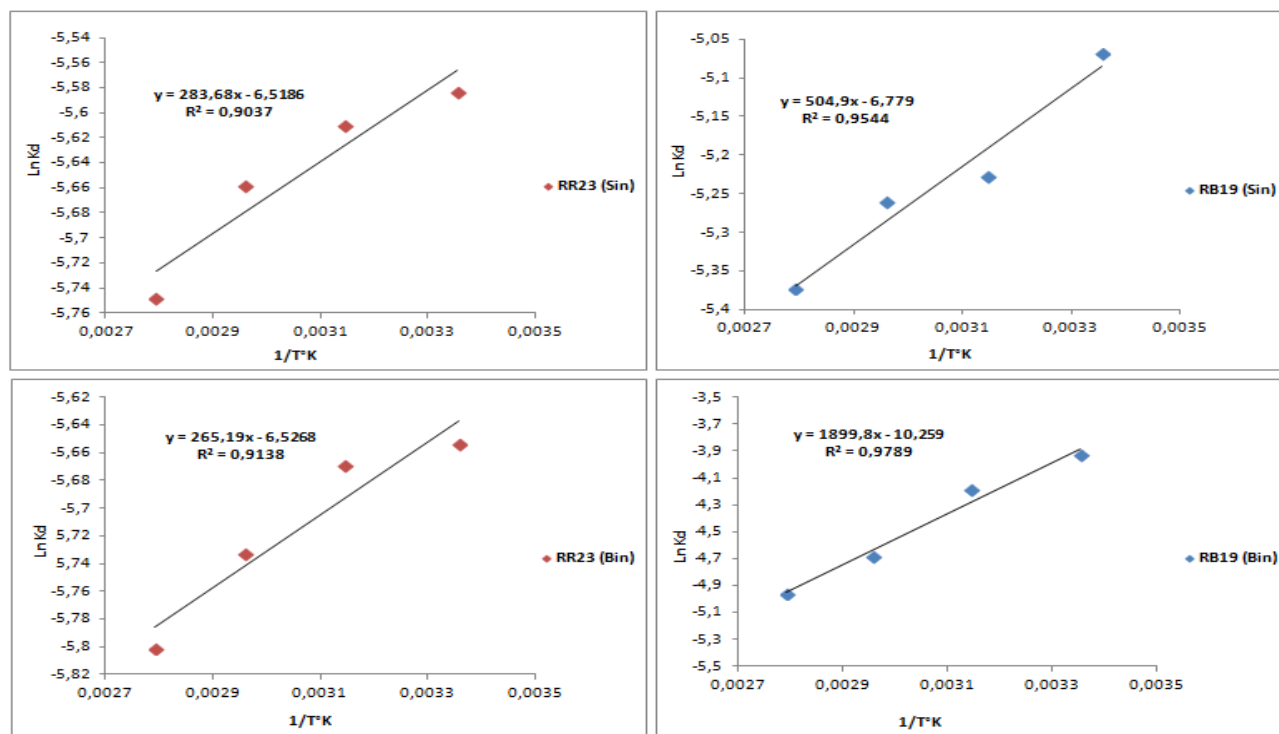 -5,54
-5,56
-5,58
-5,6
-5,62
-5,64
-5,66
-5,68
-5,7
-5,72
-5,74
-5,76
Ln Kd
y = 283,68x - 6,5186
R² = 0,9037
RR23 (Sin)
0,0027 0,0029 0,0031 0,0033 0,0035
1/T°K
-5,05
-5,1
-5,15
-5,2
-5,25
-5,3
-5,35
-5,4
Ln Kd
y = 504,9x - 6,779
R² = 0,9544
RB19 (Sin)
0,0027 0,0029 0,0031 0,0033 0,0035
1/T°K
-5,62
-5,64
-5,66
-5,68
-5,7
-5,72
-5,74
-5,76
-5,78
-5,8
-5,82
Ln Kd
y = 265,19x - 6,5268
R² = 0,9138
RR23 (Bin)
0,0027 0,0029 0,0031 0,0033 0,0035
1/T°K
-3,5
-3,7
-3,9
-4,1
-4,3
-4,5
-4,7
-4,9
-5,1
-5,3
-5,5
Ln Kd
y = 1899,8x - 10,259
R² = 0,9789
RB19 (Bin)
0,0027 0,0029 0,0031 0,0033 0,0035
1/T°K